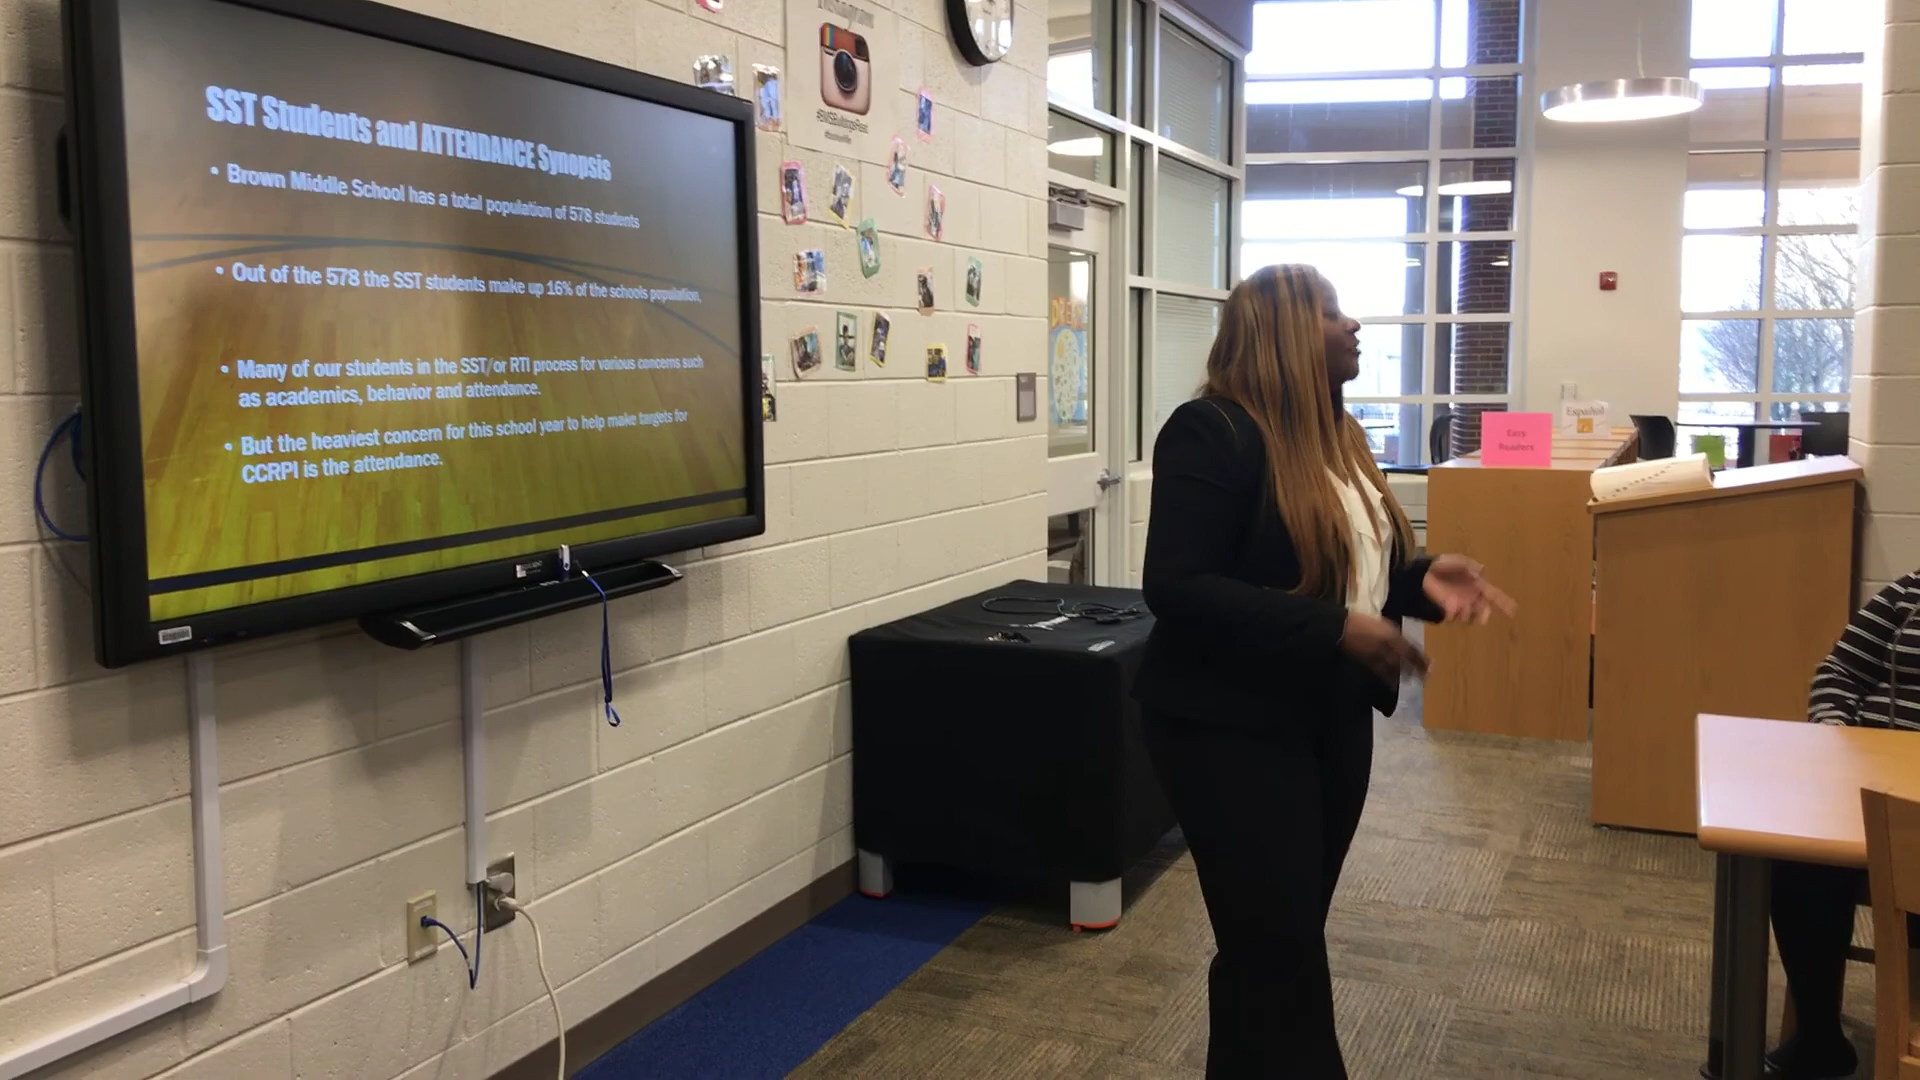 SST Students and ATTENDANCE Synopsis
• Brown Middle School has a total population of 578 students
• Out of the 578 the SST students make up 16% of the schools population,
• Many of our students in the SST/or RTI process for various concerns such
as academics, behavior and attendance.
• But the heaviest concern for this school year to help make targets for
CCRPI is the attendance.
Instagram
Easy
Readers
Español